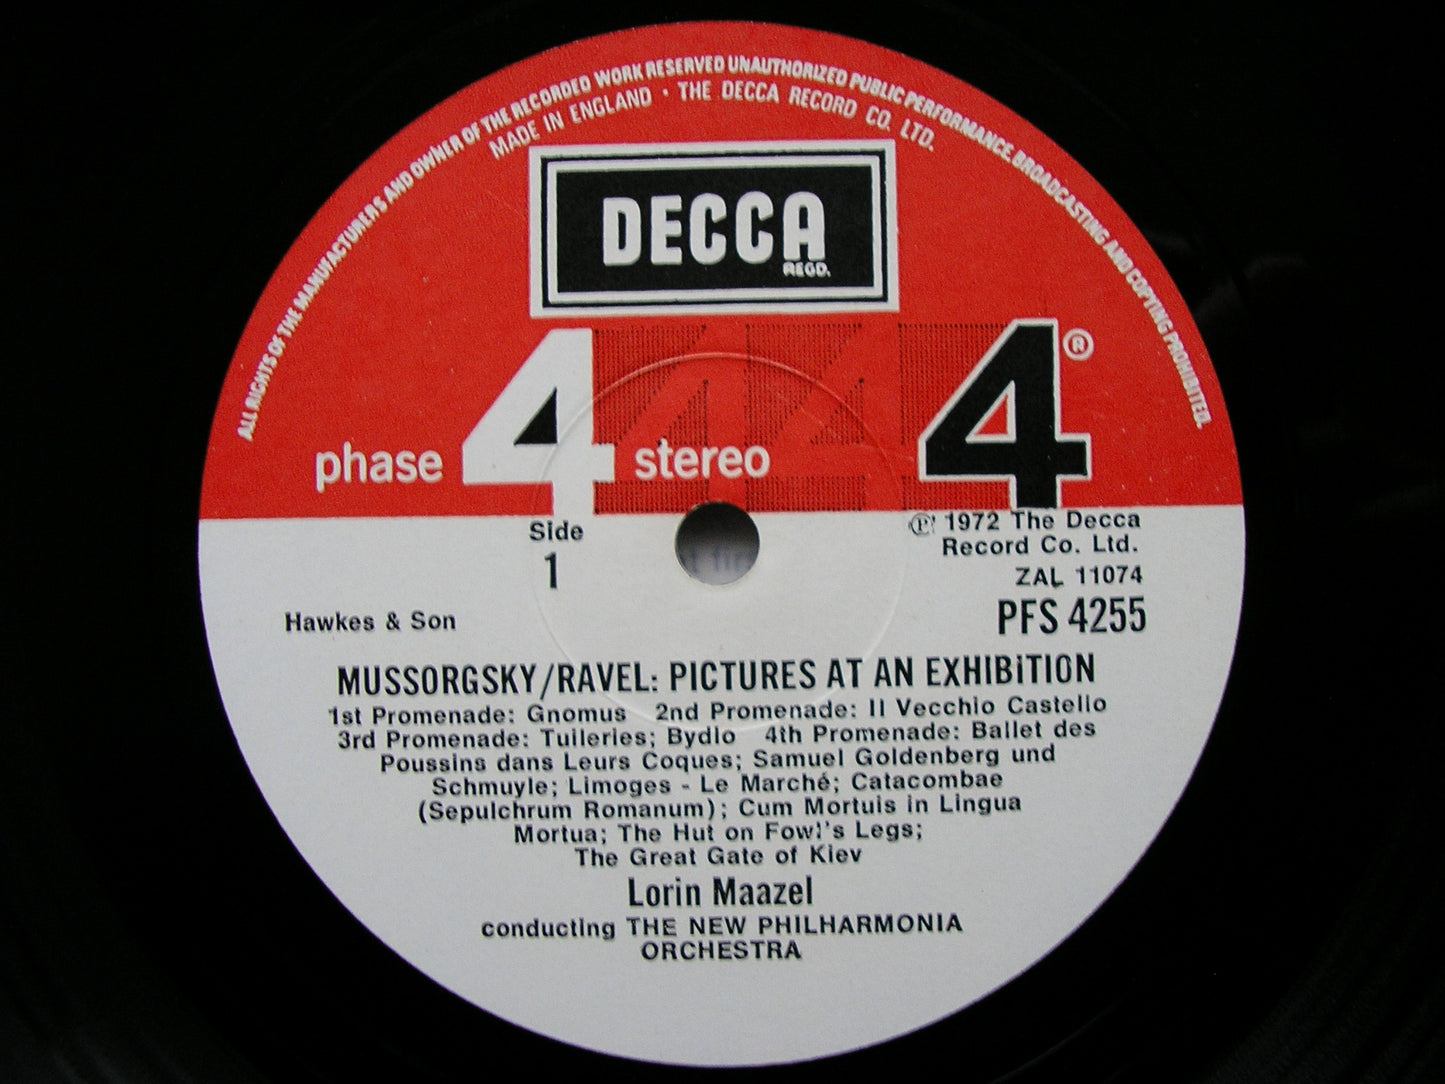 ALL RIGHTS OF THE MANUFACTURERS AND OWNER OF THE RECORDED WORK RESERVED UNAUTHORIZED PUBLIC PERFORMANCE, BROADCASTING AND COPYING PROHIBITED.
MADE IN ENGLAND · THE DECCA RECORD CO. LTD.
DECCA
REGD.
phase 4 stereo 4®
Side
1
℗ 1972 The Decca
Record Co. Ltd.
ZAL 11074
PFS 4255
Hawkes & Son
MUSSORGSKY/RAVEL: PICTURES AT AN EXHIBITION
1st Promenade: Gnomus 2nd Promenade: Il Vecchio Castello
3rd Promenade: Tuileries; Bydlo 4th Promenade: Ballet des
Poussins dans Leurs Coques; Samuel Goldenberg und
Schmuyle; Limoges - Le Marché; Catacombae
(Sepulchrum Romanum); Cum Mortuis in Lingua
Mortua; The Hut on Fowl's Legs;
The Great Gate of Kiev
Lorin Maazel
conducting THE NEW PHILHARMONIA
ORCHESTRA